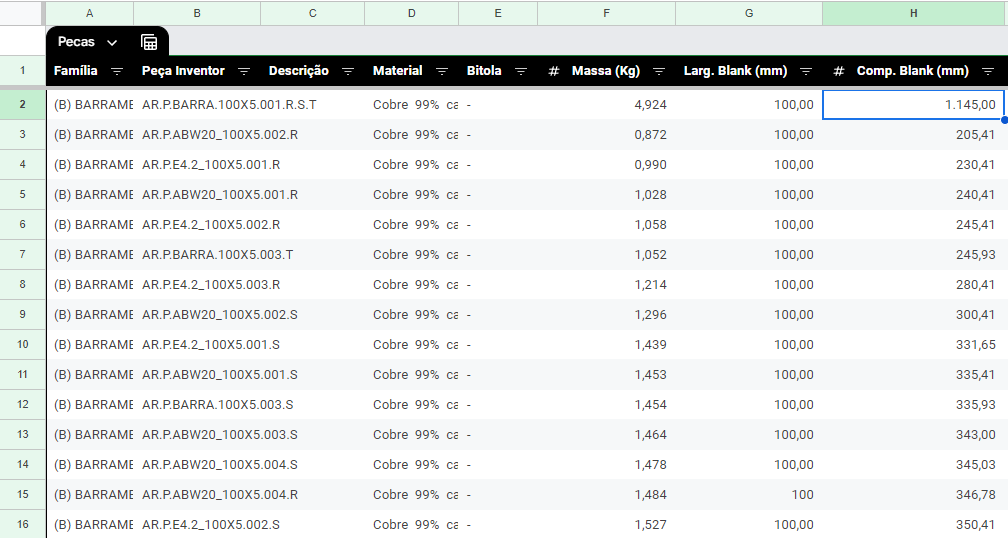 A B C D E F G H
Pecas
1 Família Peça Inventor Descrição Material Bitola # Massa (Kg) Larg. Blank (mm) # Comp. Blank (mm)
2 (B) BARRAME AR.P.BARRA.100X5.001.R.S.T Cobre 99% ca - 4,924 100,00 1.145,00
3 (B) BARRAME AR.P.ABW20_100X5.002.R Cobre 99% ca - 0,872 100,00 205,41
4 (B) BARRAME AR.P.E4.2_100X5.001.R Cobre 99% ca - 0,990 100,00 230,41
5 (B) BARRAME AR.P.ABW20_100X5.001.R Cobre 99% ca - 1,028 100,00 240,41
6 (B) BARRAME AR.P.E4.2_100X5.002.R Cobre 99% ca - 1,058 100,00 245,41
7 (B) BARRAME AR.P.BARRA.100X5.003.T Cobre 99% ca - 1,052 100,00 245,93
8 (B) BARRAME AR.P.E4.2_100X5.003.R Cobre 99% ca - 1,214 100,00 280,41
9 (B) BARRAME AR.P.ABW20_100X5.002.S Cobre 99% ca - 1,296 100,00 300,41
10 (B) BARRAME AR.P.E4.2_100X5.001.S Cobre 99% ca - 1,439 100,00 331,65
11 (B) BARRAME AR.P.ABW20_100X5.001.S Cobre 99% ca - 1,453 100,00 335,41
12 (B) BARRAME AR.P.BARRA.100X5.003.S Cobre 99% ca - 1,454 100,00 335,93
13 (B) BARRAME AR.P.ABW20_100X5.003.S Cobre 99% ca - 1,464 100,00 343,00
14 (B) BARRAME AR.P.ABW20_100X5.004.S Cobre 99% ca - 1,478 100,00 345,03
15 (B) BARRAME AR.P.ABW20_100X5.004.R Cobre 99% ca - 1,484 100 346,78
16 (B) BARRAME AR.P.E4.2_100X5.002.S Cobre 99% ca - 1,527 100,00 350,41